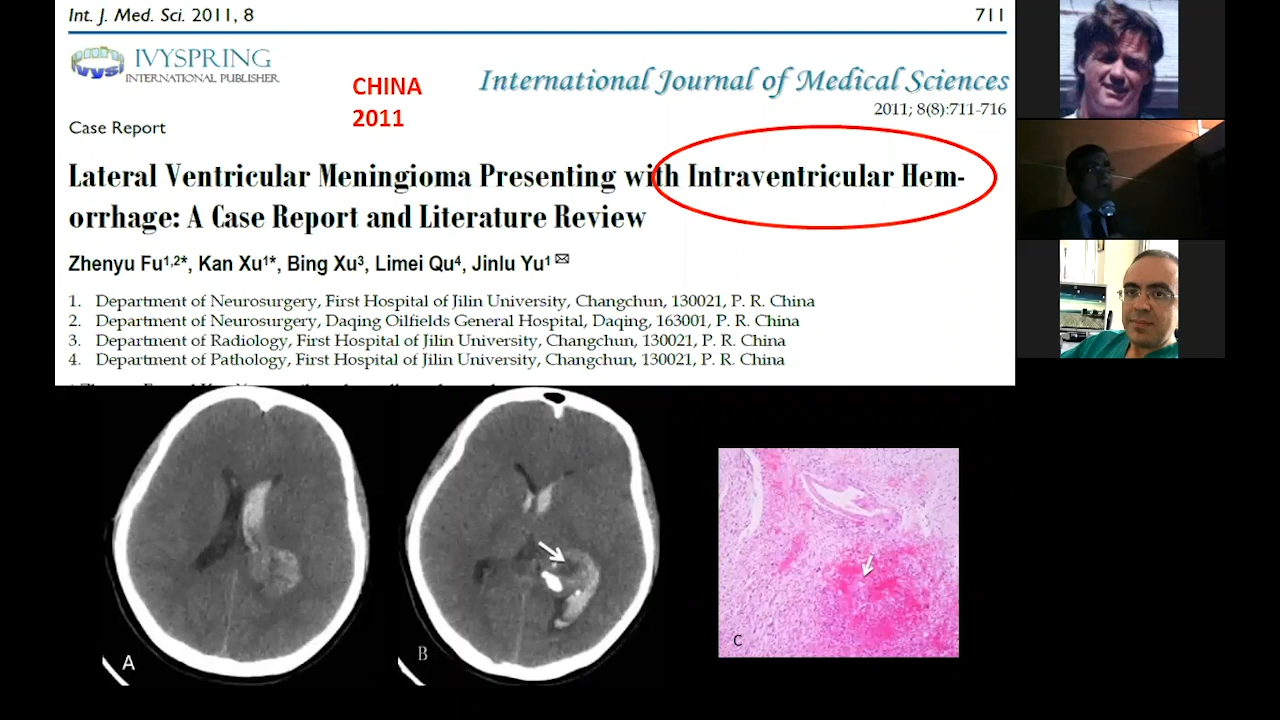 Int. J. Med. Sci. 2011, 8
711
IVYSPRING
INTERNATIONAL PUBLISHER
CHINA
2011
International Journal of Medical Sciences
2011; 8(8):711-716
Case Report
Lateral Ventricular Meningioma Presenting with Intraventricular Hem-
orrhage: A Case Report and Literature Review
Zhenyu Fu1,2*, Kan Xu1*, Bing Xu3, Limei Qu4, Jinlu Yu1 ✉
1. Department of Neurosurgery, First Hospital of Jilin University, Changchun, 130021, P. R. China
2. Department of Neurosurgery, Daqing Oilfields General Hospital, Daqing, 163001, P. R. China
3. Department of Radiology, First Hospital of Jilin University, Changchun, 130021, P. R. China
4. Department of Pathology, First Hospital of Jilin University, Changchun, 130021, P. R. China
A
B
C